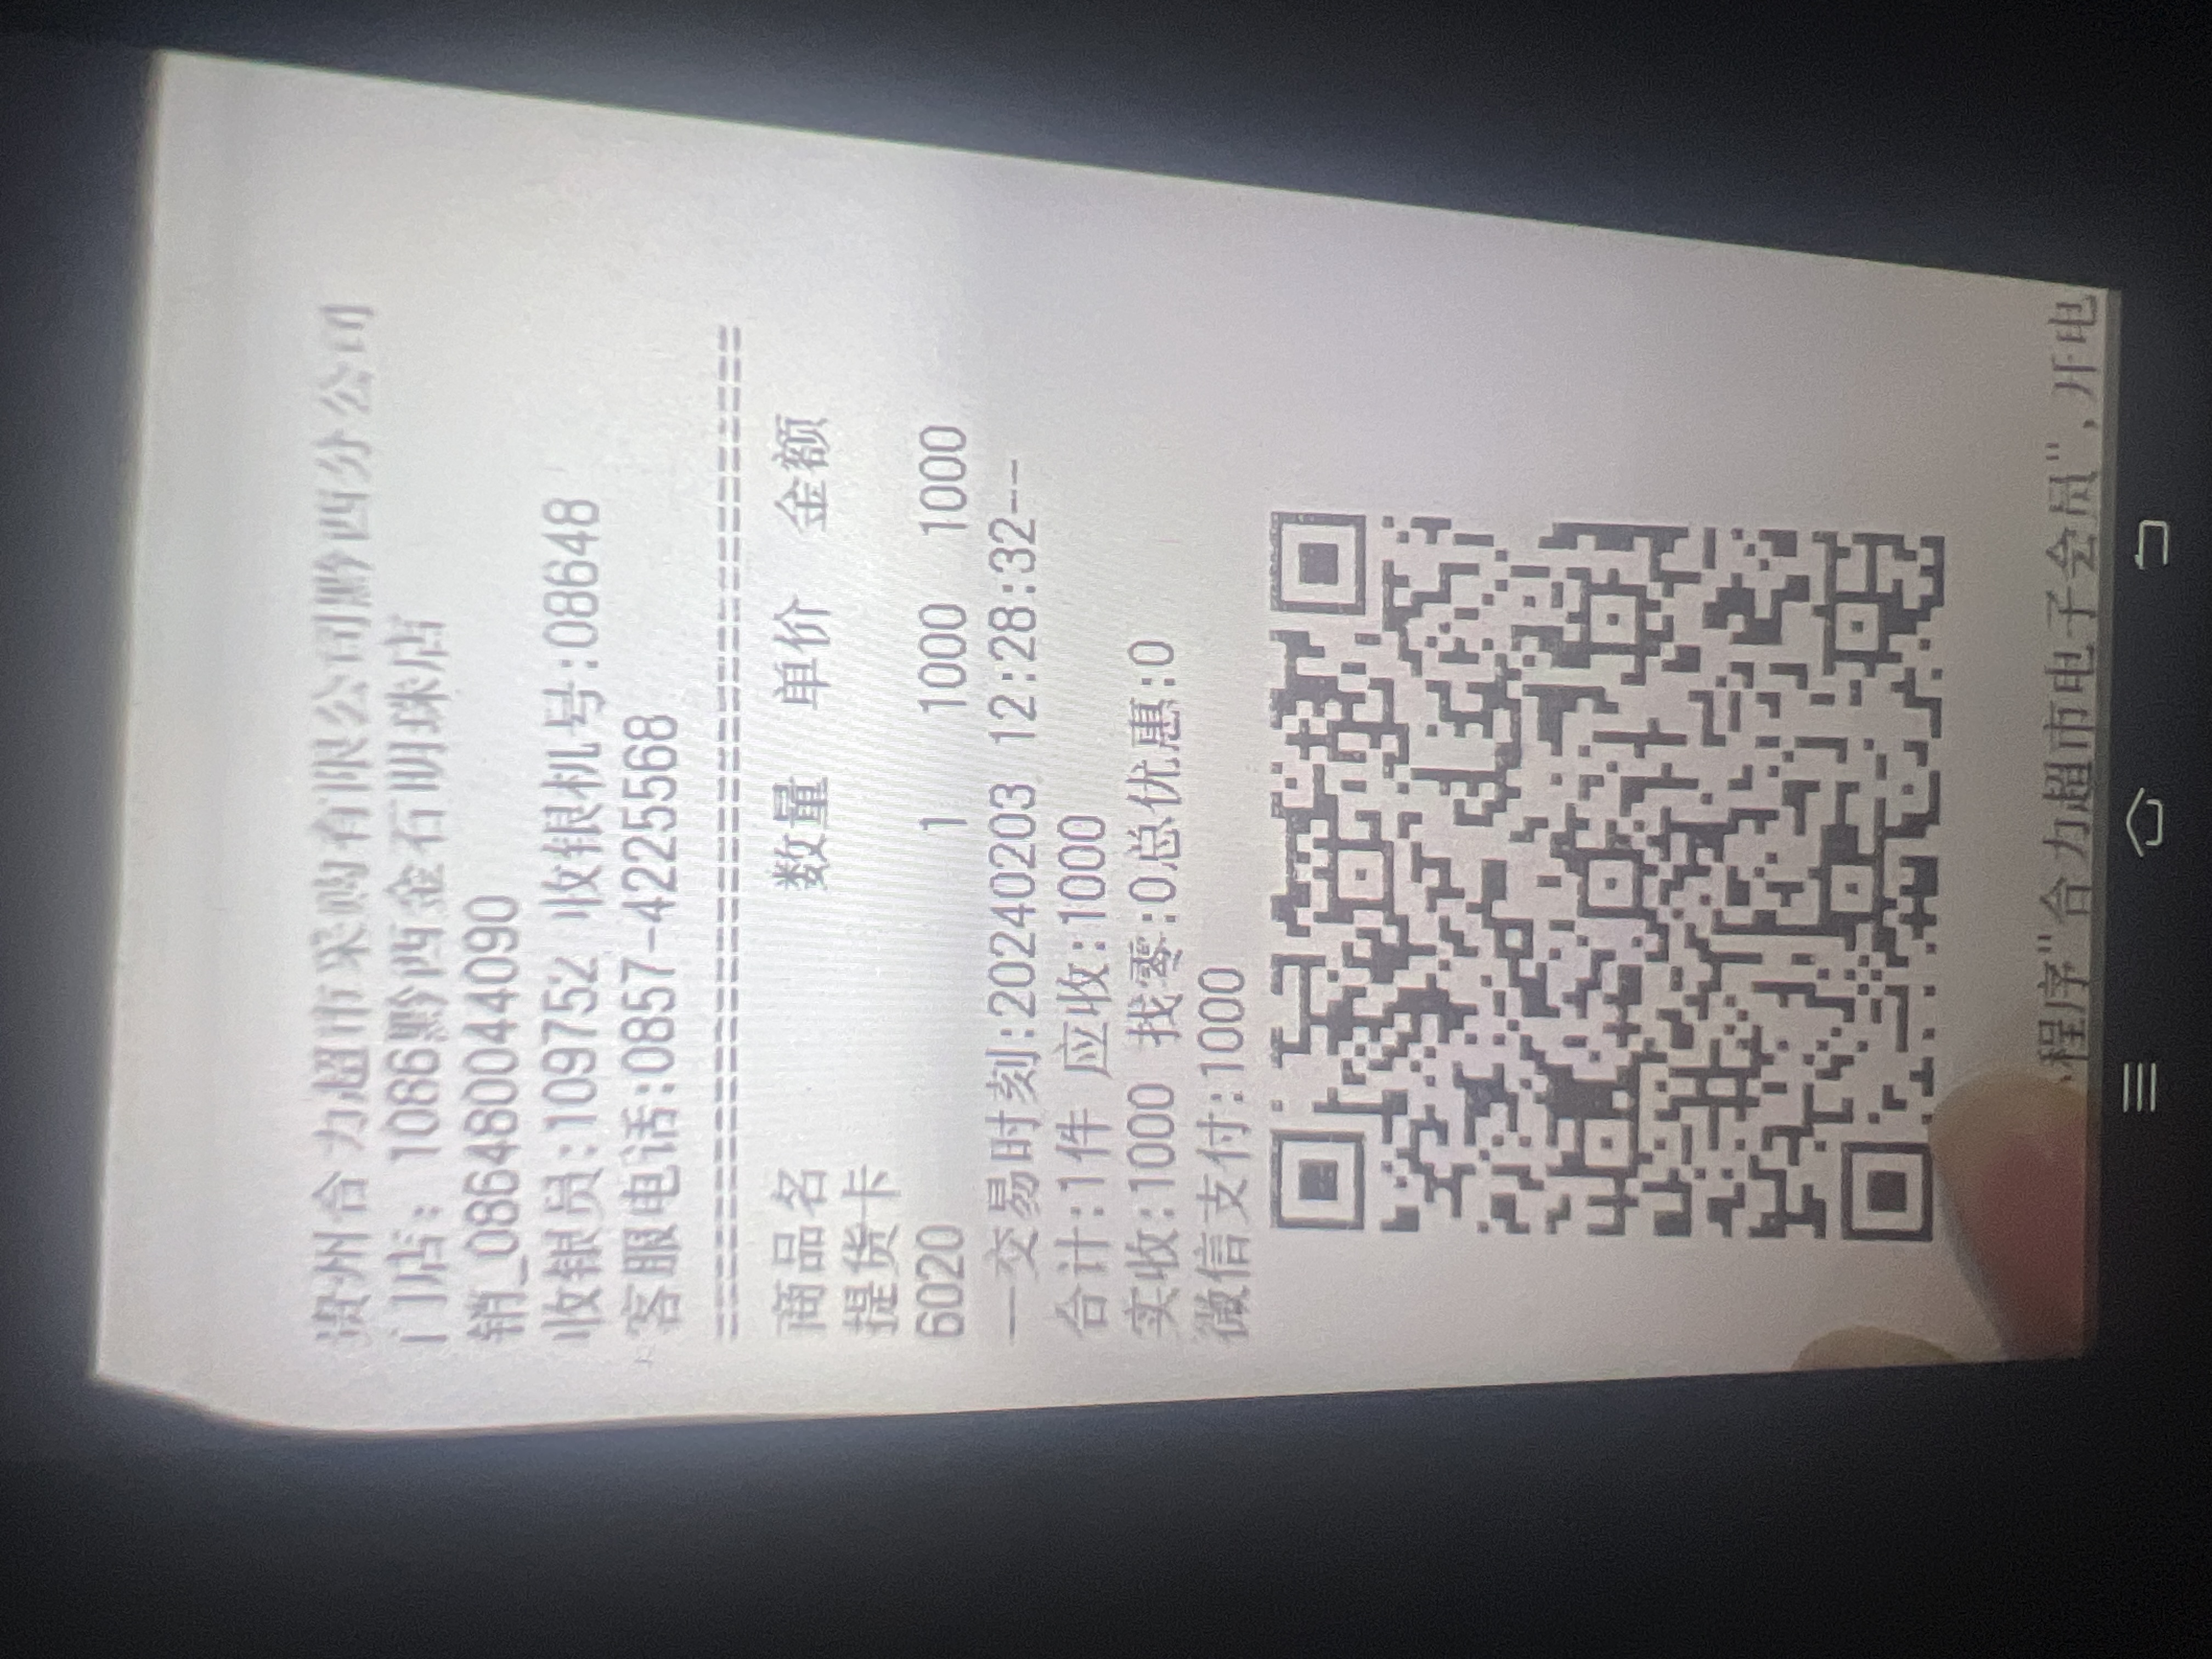 贵州合力超市采购有限公司黔西分公司
门店: 1086黔西金石明珠店
销_086480044090
收银员:109752 收银机号:08648
客服电话:0857-4225568
========================================
商品名 数量 单价 金额
提货卡
6020 1 1000 1000
—交易时刻:20240203 12:28:32--
合计:1件 应收:1000
实收:1000 找零:0总优惠:0
微信支付:1000
程序"合力超市电子会员",开电